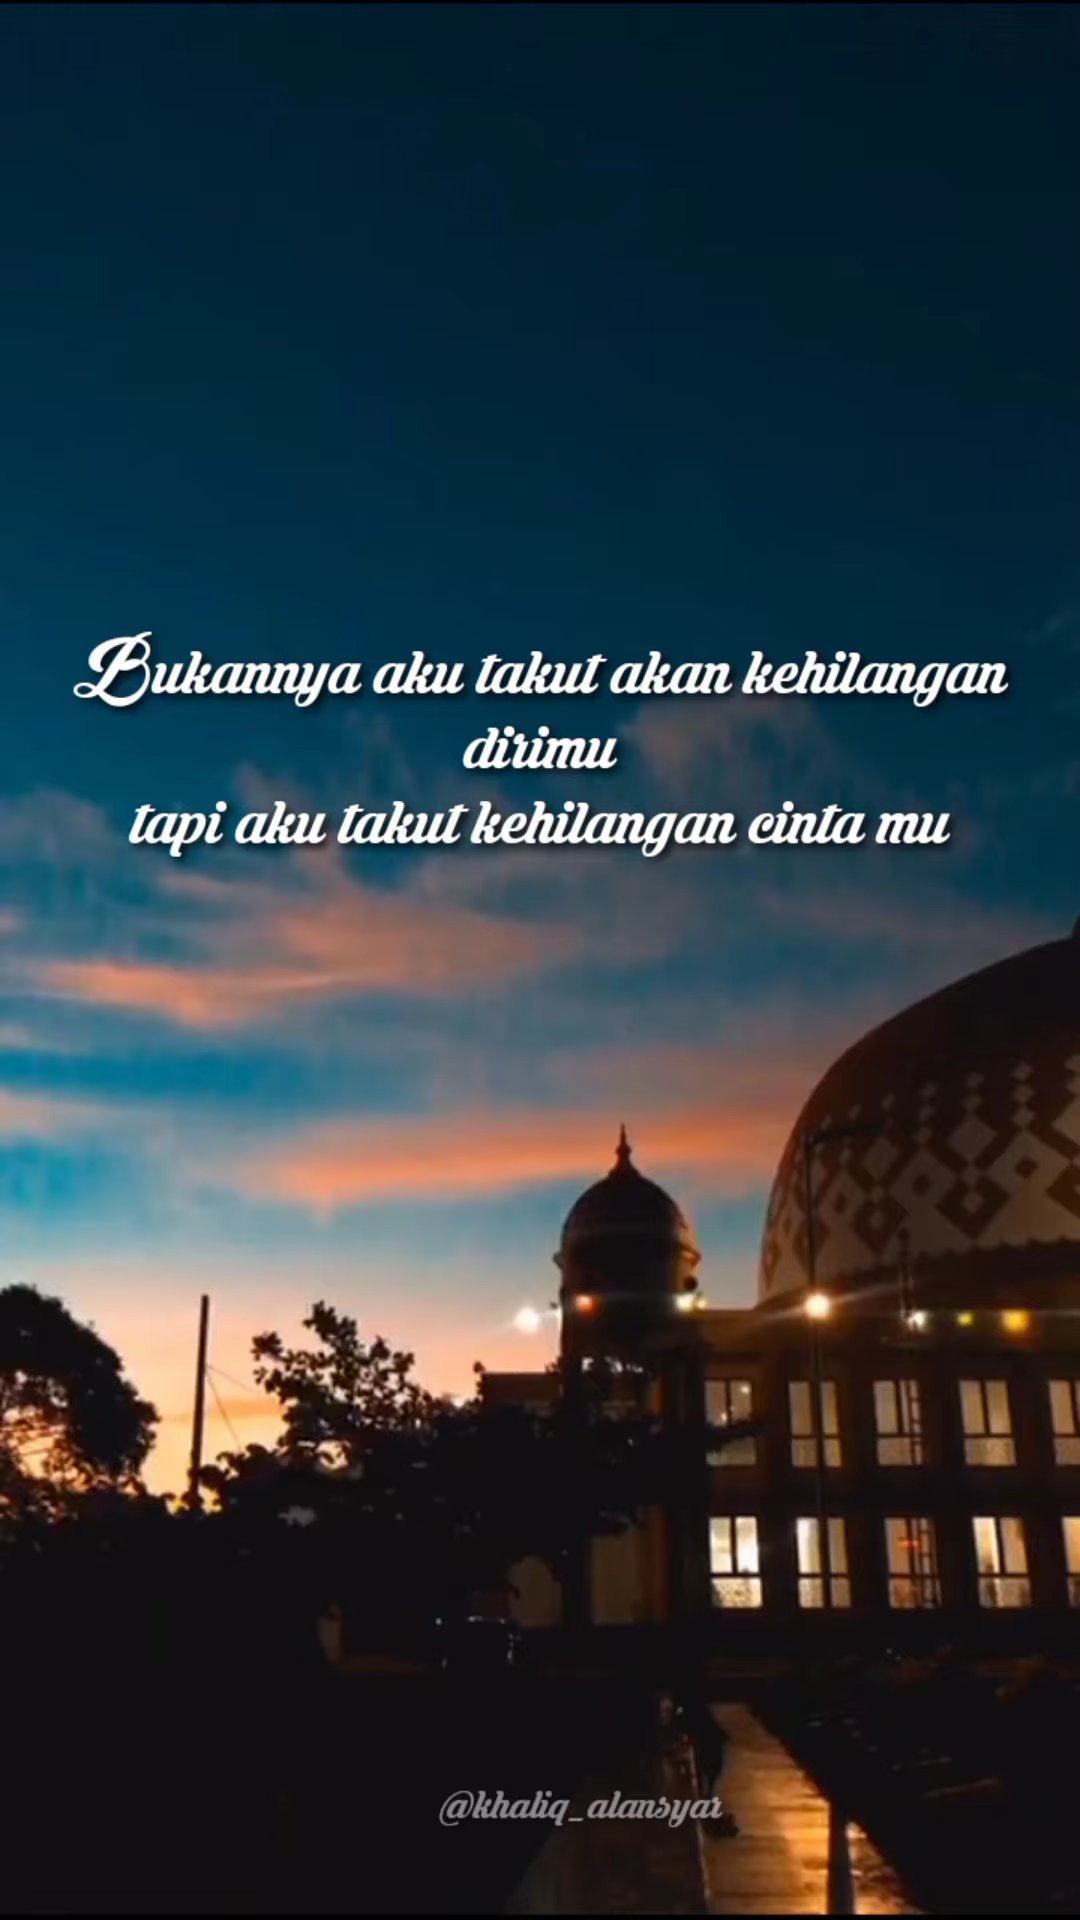 Bukannya aku takut akan kehilangan
dirimu
tapi aku takut kehilangan cinta mu
@khaliq_alansyar